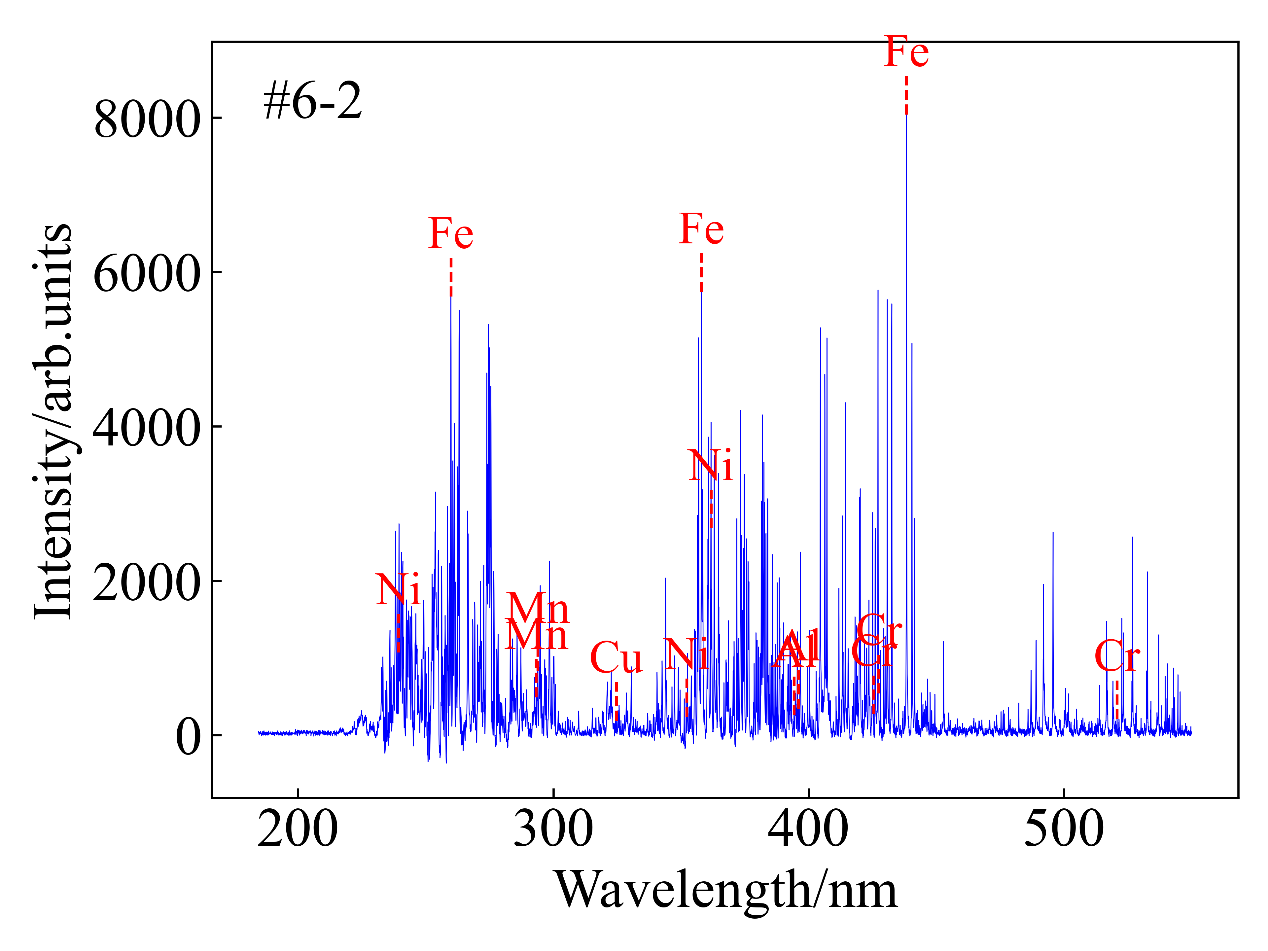 #6-2
Fe
Fe
Fe
Ni
Ni
Mn
Mn
Cu
Ni
Al
Al
Cr
Cr
Cr
8000
6000
4000
2000
0
200
300
400
500
Intensity/arb.units
Wavelength/nm